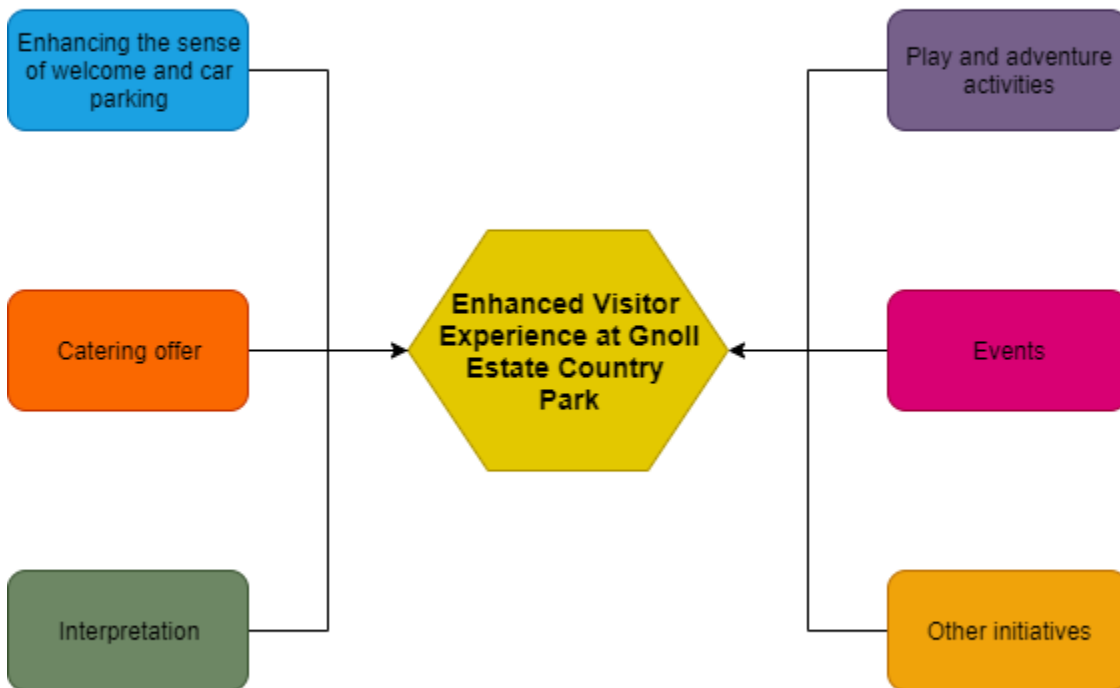 Enhancing the sense
of welcome and car
parking
Play and adventure
activities
Enhanced Visitor
Experience at Gnoll
Estate Country
Park
Catering offer
Events
Interpretation
Other initiatives